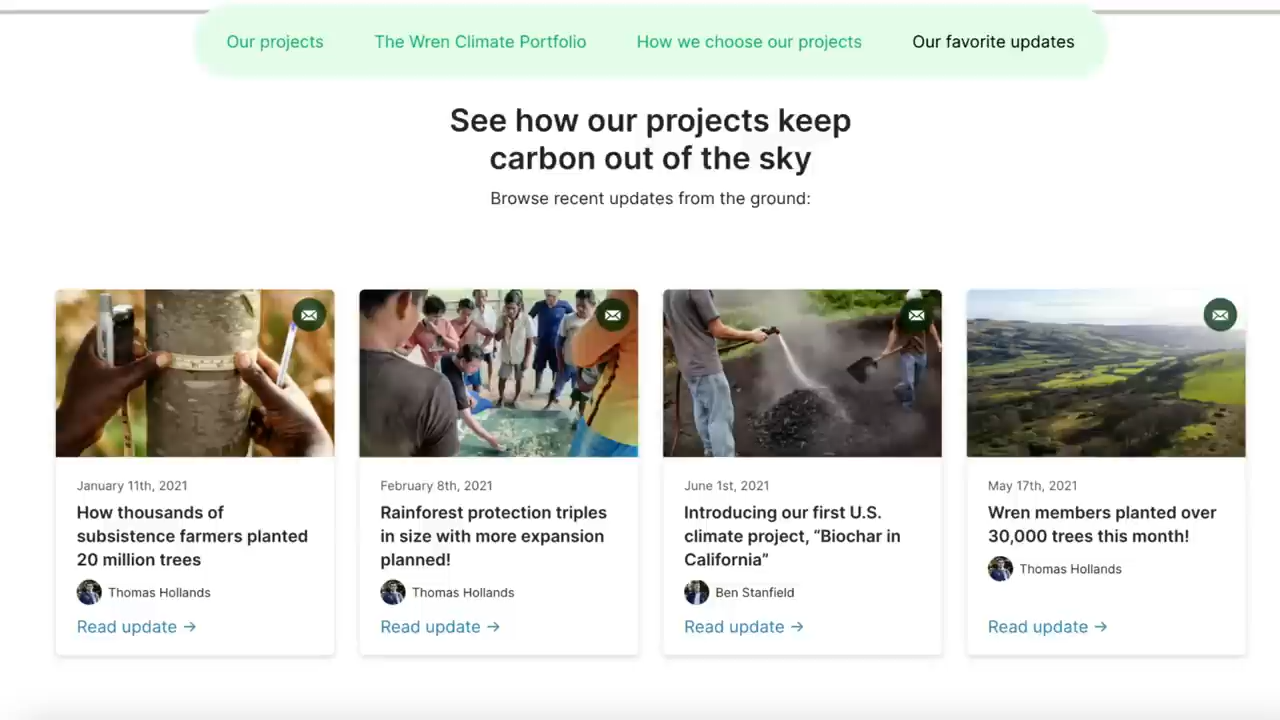 Our projects The Wren Climate Portfolio How we choose our projects Our favorite updates
See how our projects keep
carbon out of the sky
Browse recent updates from the ground:
January 11th, 2021
How thousands of
subsistence farmers planted
20 million trees
Thomas Hollands
Read update →
February 8th, 2021
Rainforest protection triples
in size with more expansion
planned!
Thomas Hollands
Read update →
June 1st, 2021
Introducing our first U.S.
climate project, “Biochar in
California”
Ben Stanfield
Read update →
May 17th, 2021
Wren members planted over
30,000 trees this month!
Thomas Hollands
Read update →